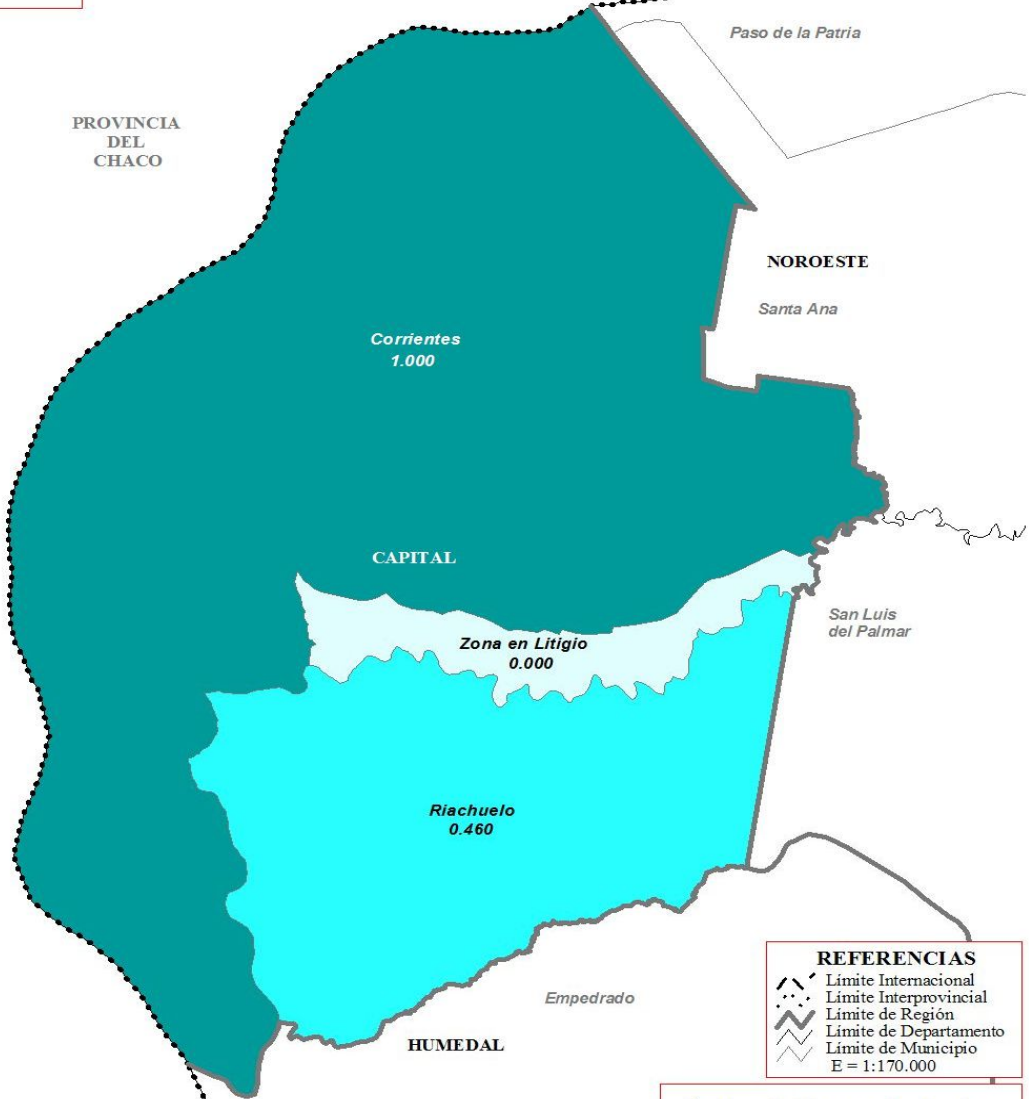 Paso de la Patria
PROVINCIA
DEL
CHACO
NOROESTE
Santa Ana
Corrientes
1.000
CAPITAL
San Luis
del Palmar
Zona en Litigio
0.000
Riachuelo
0.460
Empedrado
HUMEDAL
REFERENCIAS
Límite Internacional
Límite Interprovincial
Límite de Región
Límite de Departamento
Límite de Municipio
E = 1:170.000